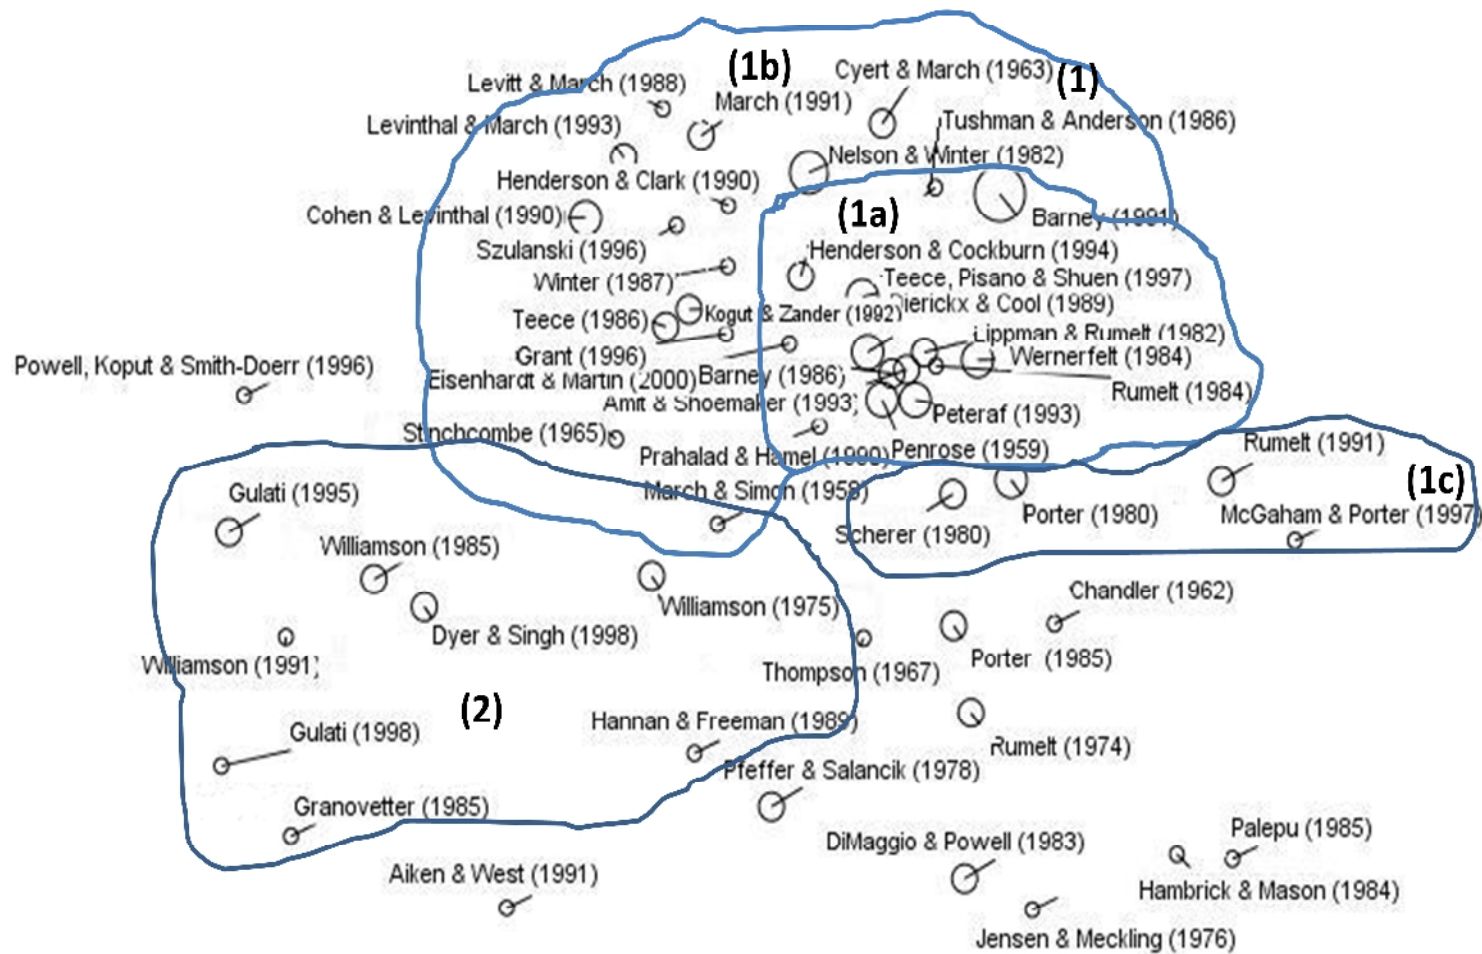 (1b)
Cyert & March (1963)
(1)
Levitt & March (1988)
March (1991)
Levinthal & March (1993)
Tushman & Anderson (1986)
Nelson & Winter (1982)
Henderson & Clark (1990)
Cohen & Levinthal (1990)
(1a)
Barney (1991)
Szulanski (1996)
Henderson & Cockburn (1994)
Winter (1987)
Teece, Pisano & Shuen (1997)
Dierickx & Cool (1989)
Teece (1986)
Kogut & Zander (1992)
Lippman & Rumelt (1982)
Grant (1996)
Wernerfelt (1984)
Powell, Koput & Smith-Doerr (1996)
Eisenhardt & Martin (2000)
Barney (1986)
Rumelt (1984)
Amit & Shoemaker (1993)
Peteraf (1993)
Stinchcombe (1965)
Rumelt (1991)
Prahalad & Hamel (1990)
Penrose (1959)
(1c)
Gulati (1995)
March & Simon (1958)
Porter (1980)
McGaham & Porter (1997)
Scherer (1980)
Williamson (1985)
Chandler (1962)
Williamson (1975)
Dyer & Singh (1998)
Porter (1985)
Williamson (1991)
Thompson (1967)
(2)
Hannan & Freeman (1989)
Gulati (1998)
Rumelt (1974)
Pfeffer & Salancik (1978)
Granovetter (1985)
Palepu (1985)
DiMaggio & Powell (1983)
Aiken & West (1991)
Hambrick & Mason (1984)
Jensen & Meckling (1976)